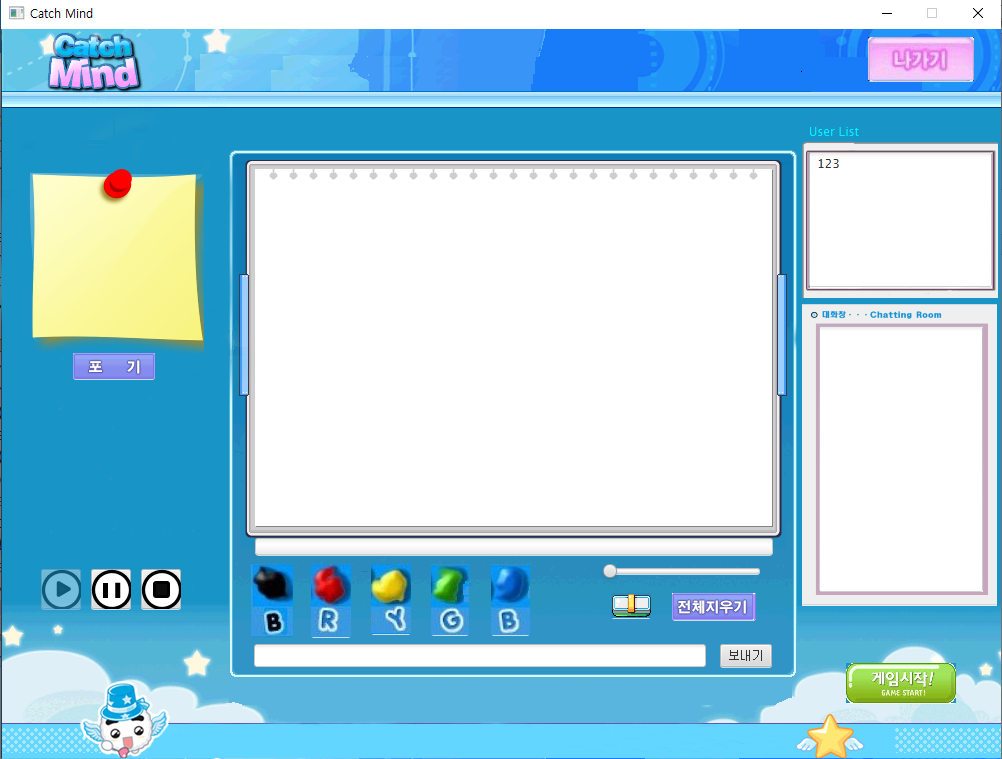 Catch Mind
Catch
Mind
나가기
User List
123
대화창・・・Chatting Room
포 기
B R Y G B
전체지우기
보내기
게임시작!
GAME START!